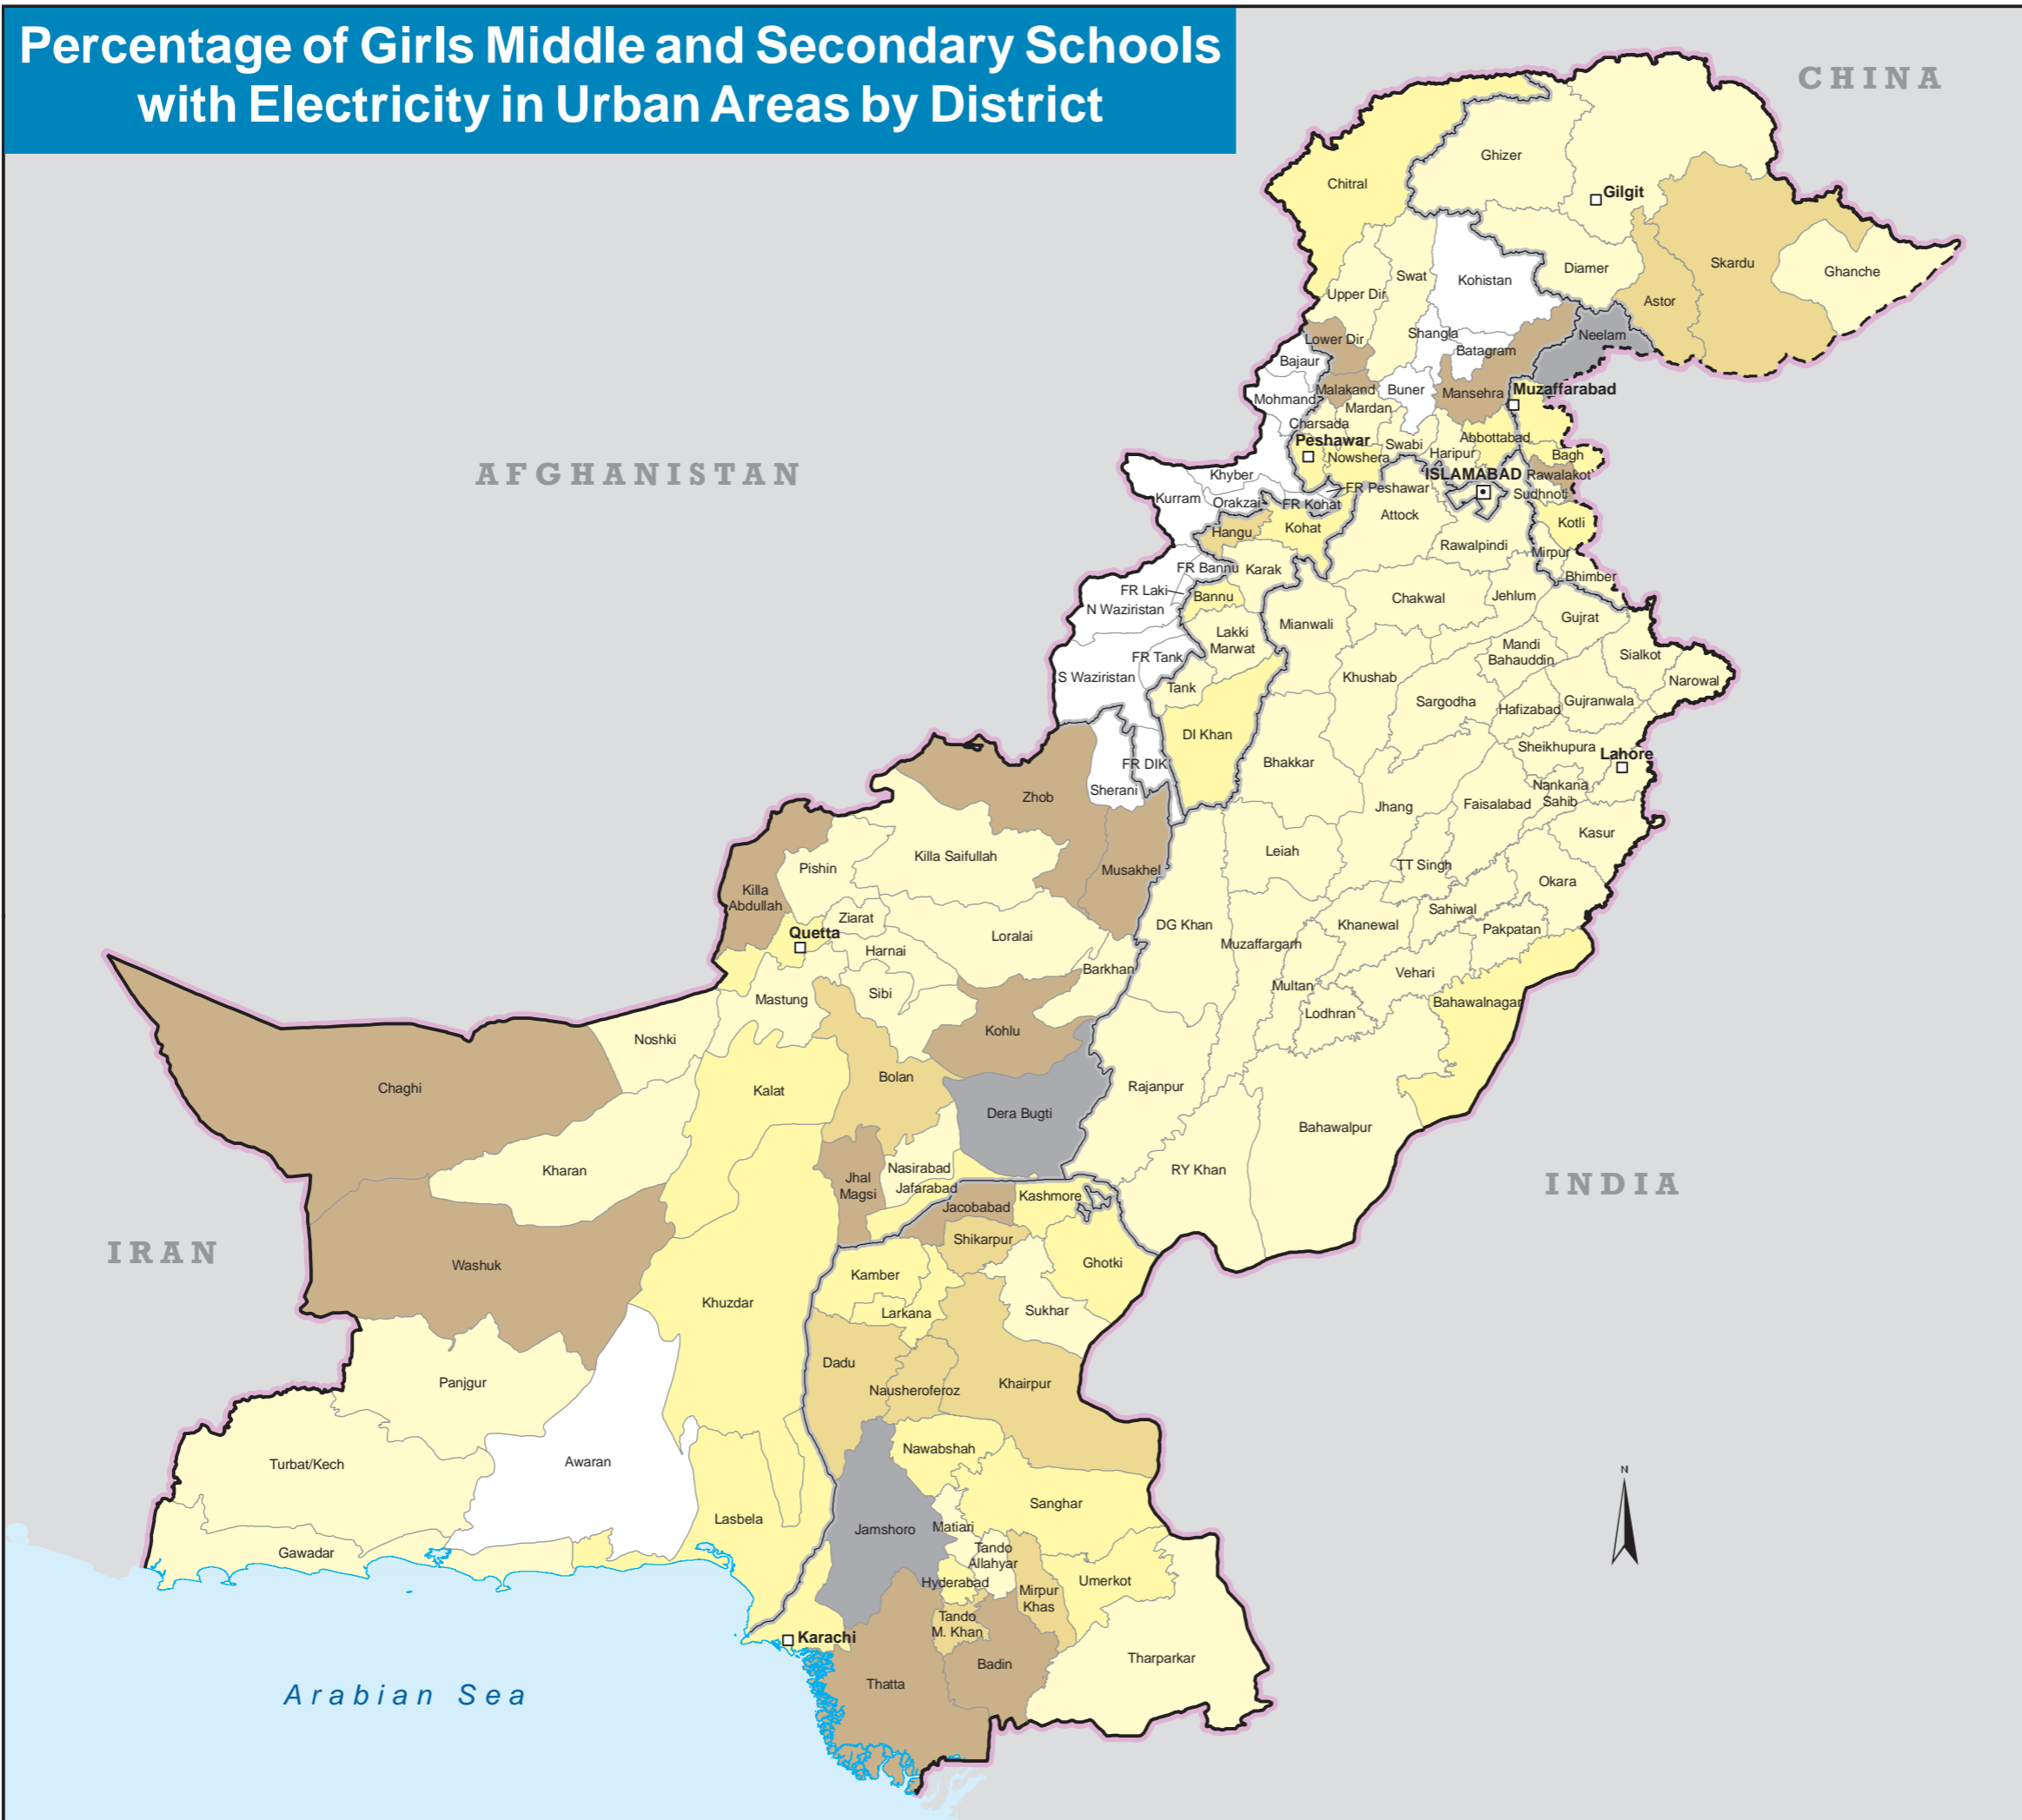 Percentage of Girls Middle and Secondary Schools
with Electricity in Urban Areas by District
CHINA
AFGHANISTAN
IRAN
INDIA
Arabian Sea
N
Chitral
Ghizer
Gilgit
Skardu
Ghanche
Diamer
Astor
Swat
Kohistan
Upper Dir
Neelam
Lower Dir
Shangla
Batagram
Bajaur
Malakand
Buner
Mansehra
Muzaffarabad
Mohmand
Mardan
Charsada
Peshawar
Swabi
Abbottabad
Nowshera
Haripur
Bagh
Khyber
ISLAMABAD
Rawalakot
Kurram
Orakzai
FR Peshawar
FR Kohat
Sudhnoti
Attock
Kotli
Hangu
Kohat
Rawalpindi
Mirpur
FR Bannu
Karak
Bhimber
FR Laki
N Waziristan
Bannu
Chakwal
Jehlum
Gujrat
Mianwali
Lakki
Marwat
Mandi
Bahauddin
Sialkot
FR Tank
S Waziristan
Tank
Khushab
Narowal
Sargodha
Hafizabad
Gujranwala
DI Khan
Sheikhupura
Lahore
FR DIK
Bhakkar
Sherani
Zhob
Nankana
Sahib
Jhang
Faisalabad
Kasur
Killa Saifullah
Pishin
Musakhel
Leiah
TT Singh
Okara
Killa
Abdullah
Ziarat
Quetta
Loralai
DG Khan
Khanewal
Sahiwal
Pakpatan
Harnai
Barkhan
Muzaffargarh
Vehari
Mastung
Sibi
Multan
Lodhran
Bahawalnagar
Noshki
Kohlu
Chaghi
Kalat
Bolan
Dera Bugti
Rajanpur
Bahawalpur
Kharan
Jhal
Magsi
Nasirabad
Jafarabad
RY Khan
Jacobabad
Kashmore
Washuk
Shikarpur
Kamber
Ghotki
Khuzdar
Larkana
Sukhar
Dadu
Panjgur
Nausheroferoz
Khairpur
Turbat/Kech
Awaran
Nawabshah
Lasbela
Sanghar
Jamshoro
Matiari
Gawadar
Tando
Allahyar
Hyderabad
Mirpur
Khas
Umerkot
Tando
M. Khan
Karachi
Badin
Tharparkar
Thatta